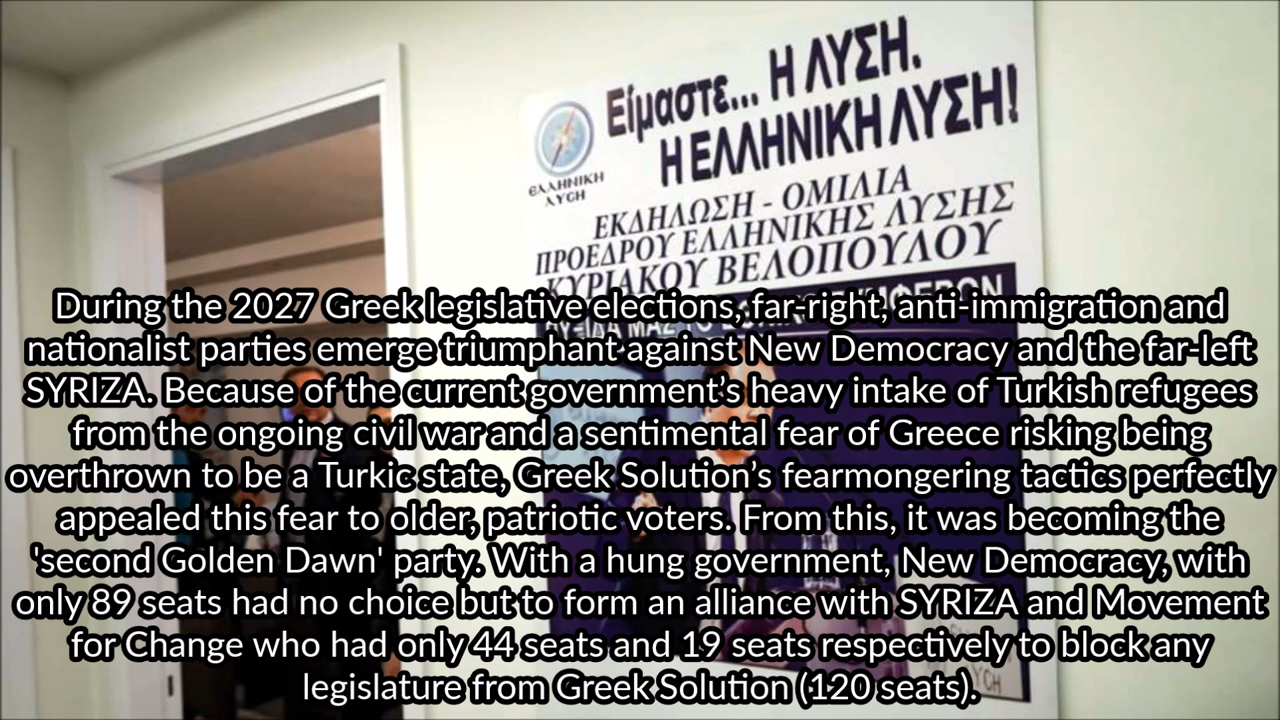 Είμαστε... Η ΛΥΣΗ.
Η ΕΛΛΗΝΙΚΗ ΛΥΣΗ!
ΕΛΛΗΝΙΚΗ
ΛΥΣΗ
ΕΚΔΗΛΩΣΗ - ΟΜΙΛΙΑ
ΠΡΟΕΔΡΟΥ ΕΛΛΗΝΙΚΗΣ ΛΥΣΗΣ
ΚΥΡΙΑΚΟΥ ΒΕΛΟΠΟΥΛΟΥ
During the 2027 Greek legislative elections, far-right, anti-immigration and
nationalist parties emerge triumphant against New Democracy and the far-left
SYRIZA. Because of the current government’s heavy intake of Turkish refugees
from the ongoing civil war and a sentimental fear of Greece risking being
overthrown to be a Turkic state, Greek Solution’s fearmongering tactics perfectly
appealed this fear to older, patriotic voters. From this, it was becoming the
'second Golden Dawn' party. With a hung government, New Democracy, with
only 89 seats had no choice but to form an alliance with SYRIZA and Movement
for Change who had only 44 seats and 19 seats respectively to block any
legislature from Greek Solution (120 seats).